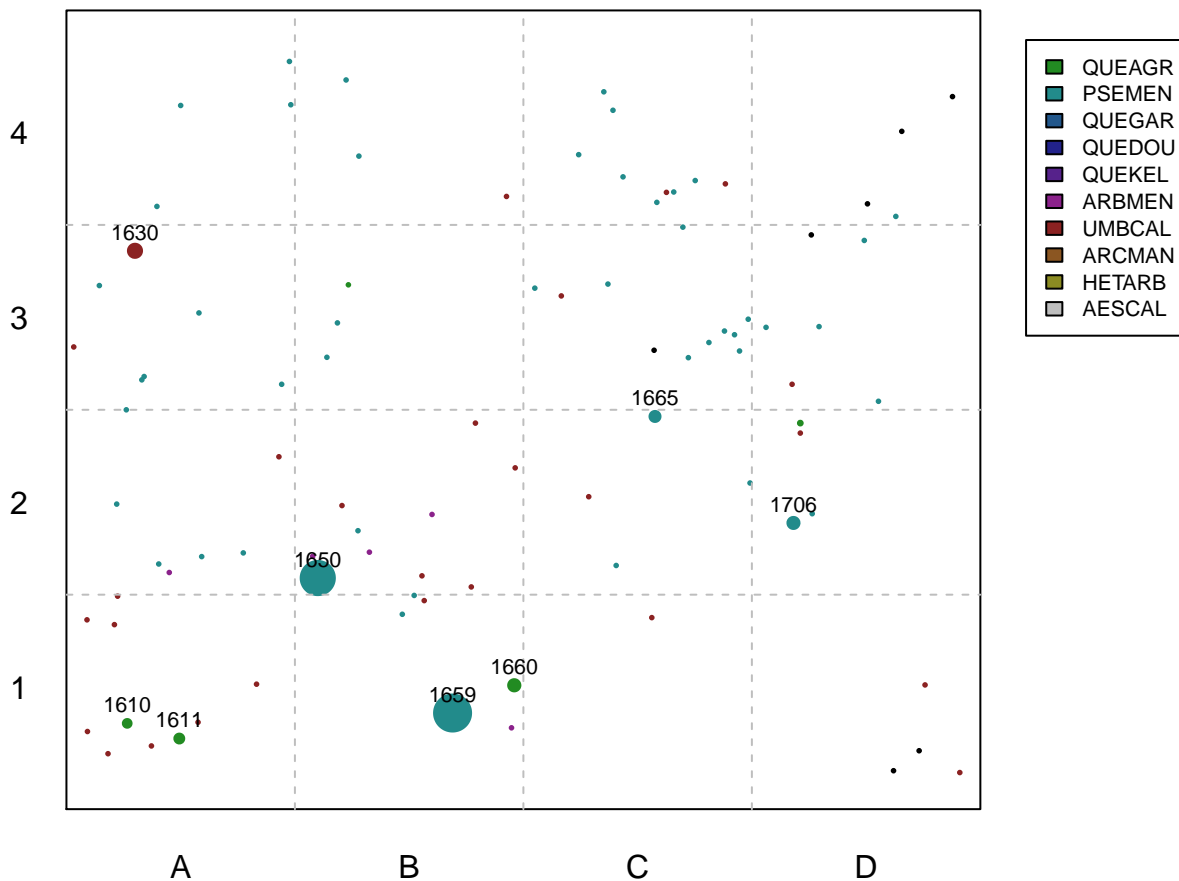 QUEAGR
PSEMEN
QUEGAR
QUEDOU
QUEKEL
ARBMEN
UMBCAL
ARCMAN
HETARB
AESCAL
4
1630
3
1665
2
1706
1650
1
1660
1659
1610
1611
A B C D